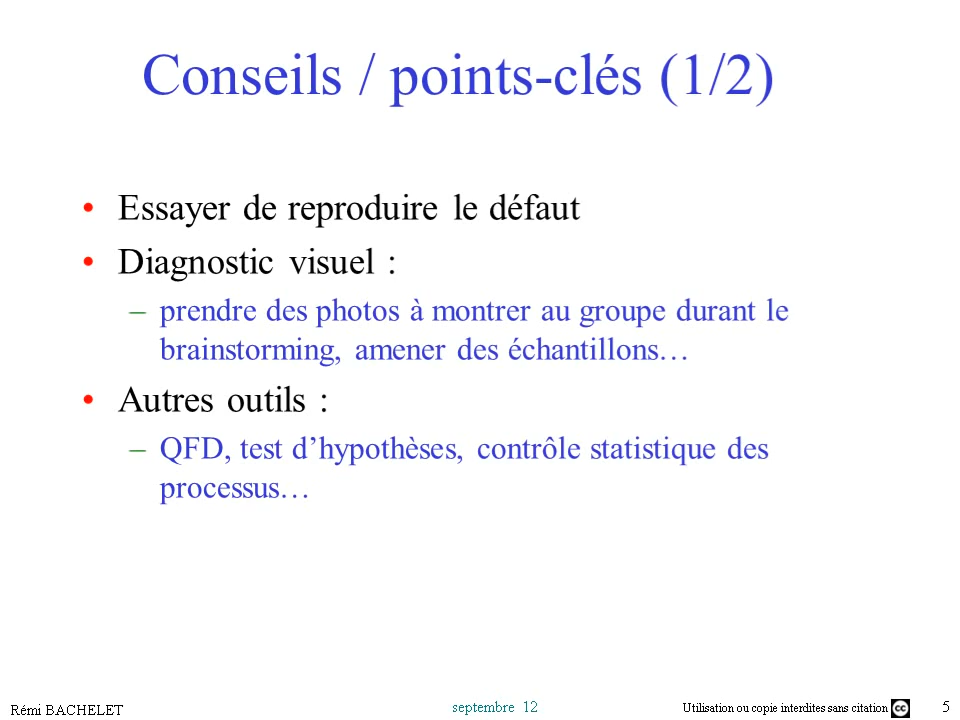 Conseils / points-clés (1/2)
• Essayer de reproduire le défaut
• Diagnostic visuel :
– prendre des photos à montrer au groupe durant le
brainstorming, amener des échantillons…
• Autres outils :
– QFD, test d’hypothèses, contrôle statistique des
processus…
Rémi BACHELET
septembre 12
Utilisation ou copie interdites sans citation
cc
5